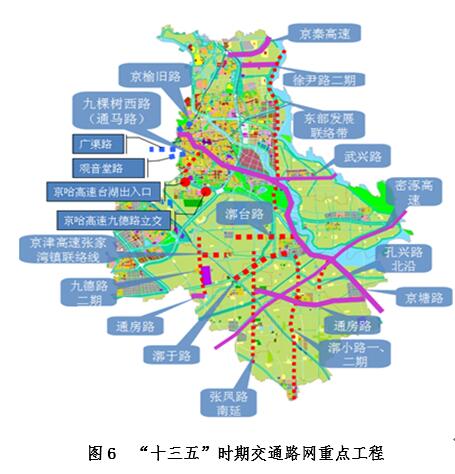 京秦高速
徐尹路二期
京榆旧路
九棵树西路
（通马路）
东部发展
联络带
广渠路
观音堂路
武兴路
京哈高速台湖出入口
密涿高
速
京哈高速九德路立交
漷台路
京津高速张家
湾镇联络线
孔兴路
北沿
九德路
二期
京塘路
通房路
通房路
漷于路
漷小路一、
二期
张凤路
南延
图 6 “十三五”时期交通路网重点工程